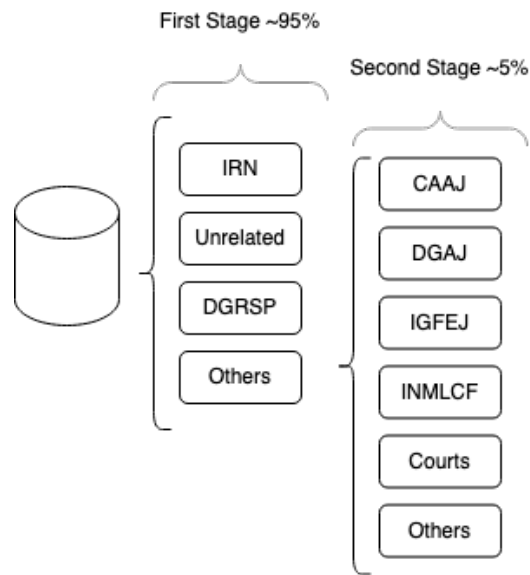 First Stage ~95%
Second Stage ~5%
IRN
Unrelated
DGRSP
Others
CAAJ
DGAJ
IGFEJ
INMLCF
Courts
Others